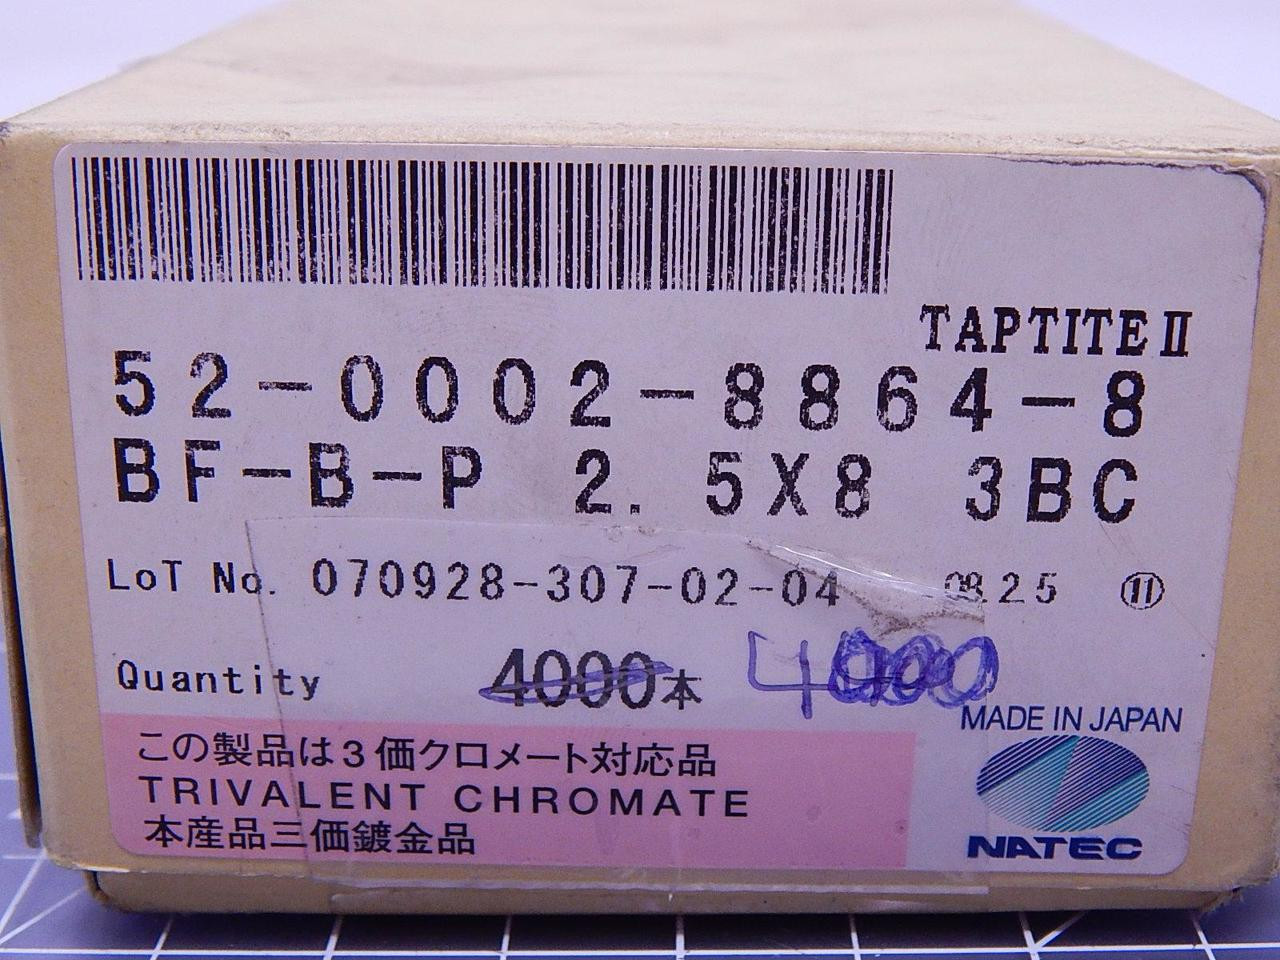 TAPTITE II
52-0002-8864-8
BF-B-P 2.5X8 3BC
LOT No. 070928-307-02-04 08.25 ⑪
Quantity 4000本
MADE IN JAPAN
この製品は3価クロメート対応品
TRIVALENT CHROMATE
本産品三価鍍金品
NATEC